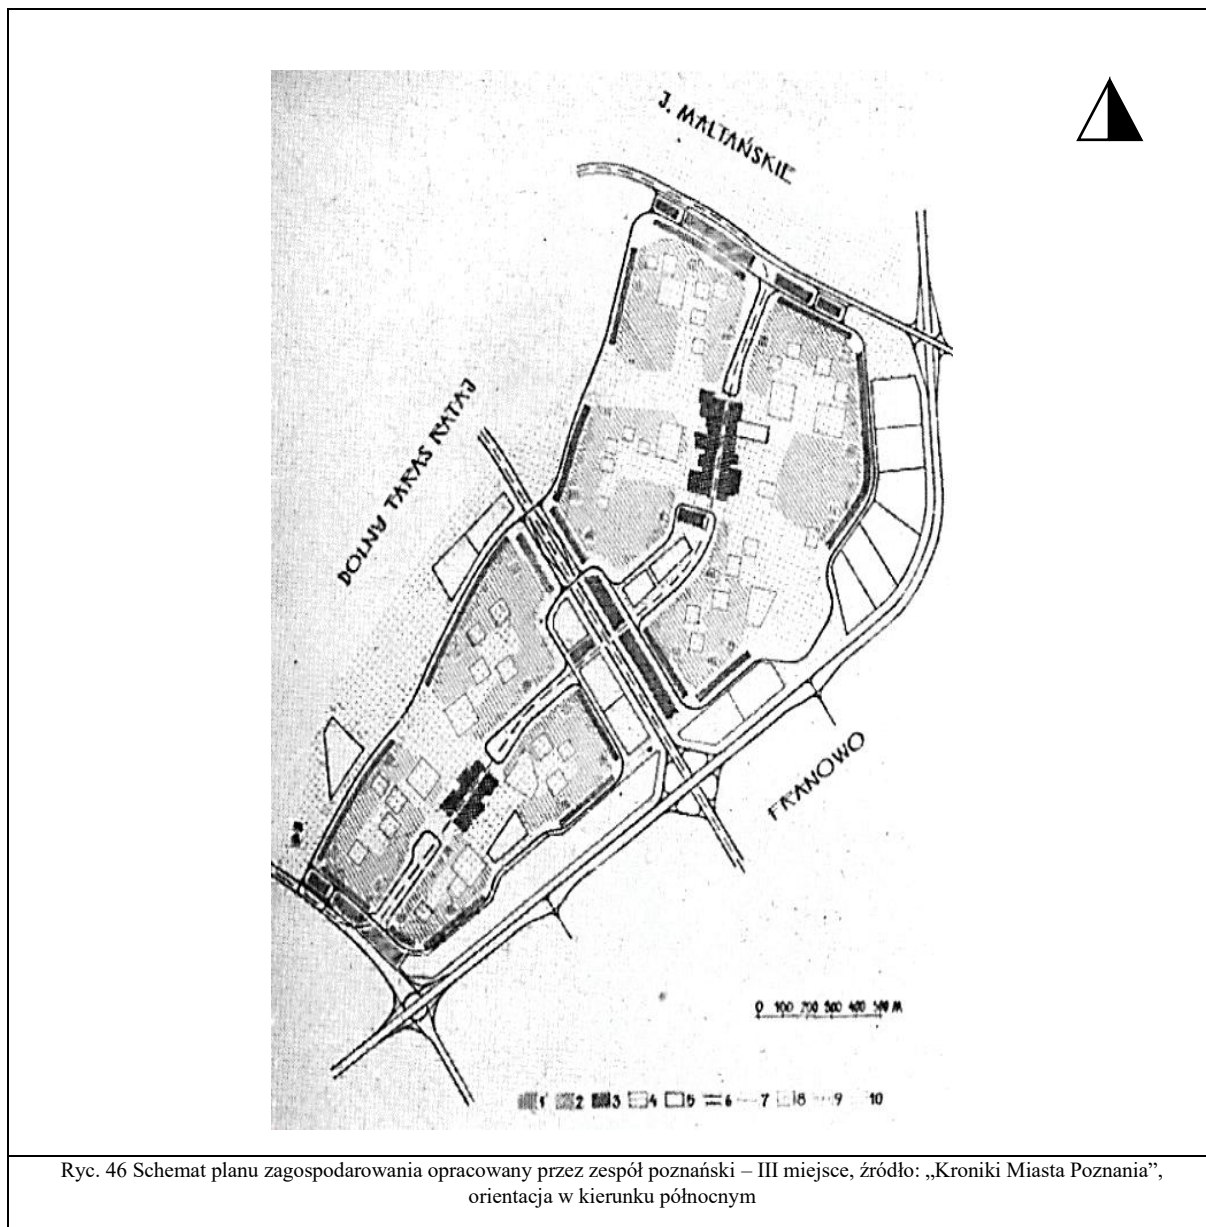 J. MALTAŃSKIE
DOLNY TARAS RATAJ
FRANOWO
0 100 200 300 400 500 M
1 2 3 4 5 6 7 8 9 10
Ryc. 46 Schemat planu zagospodarowania opracowany przez zespół poznański – III miejsce, źródło: „Kroniki Miasta Poznania”,
orientacja w kierunku północnym